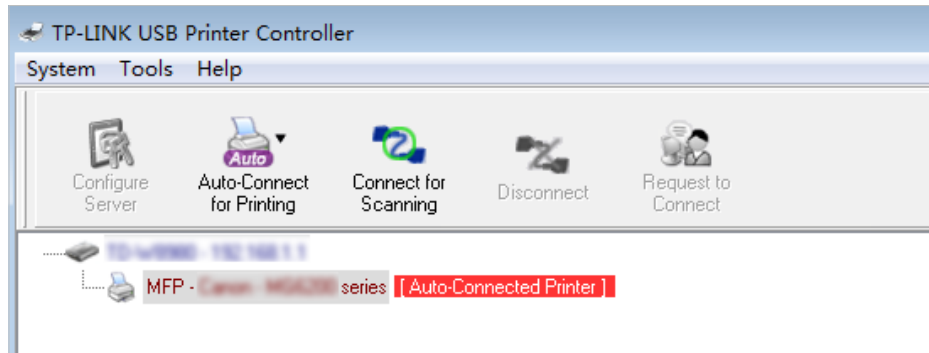 TP-LINK USB Printer Controller
System Tools Help
Auto
Configure Server
Auto-Connect for Printing
Connect for Scanning
Disconnect
Request to Connect
MFP - series [ Auto-Connected Printer ]